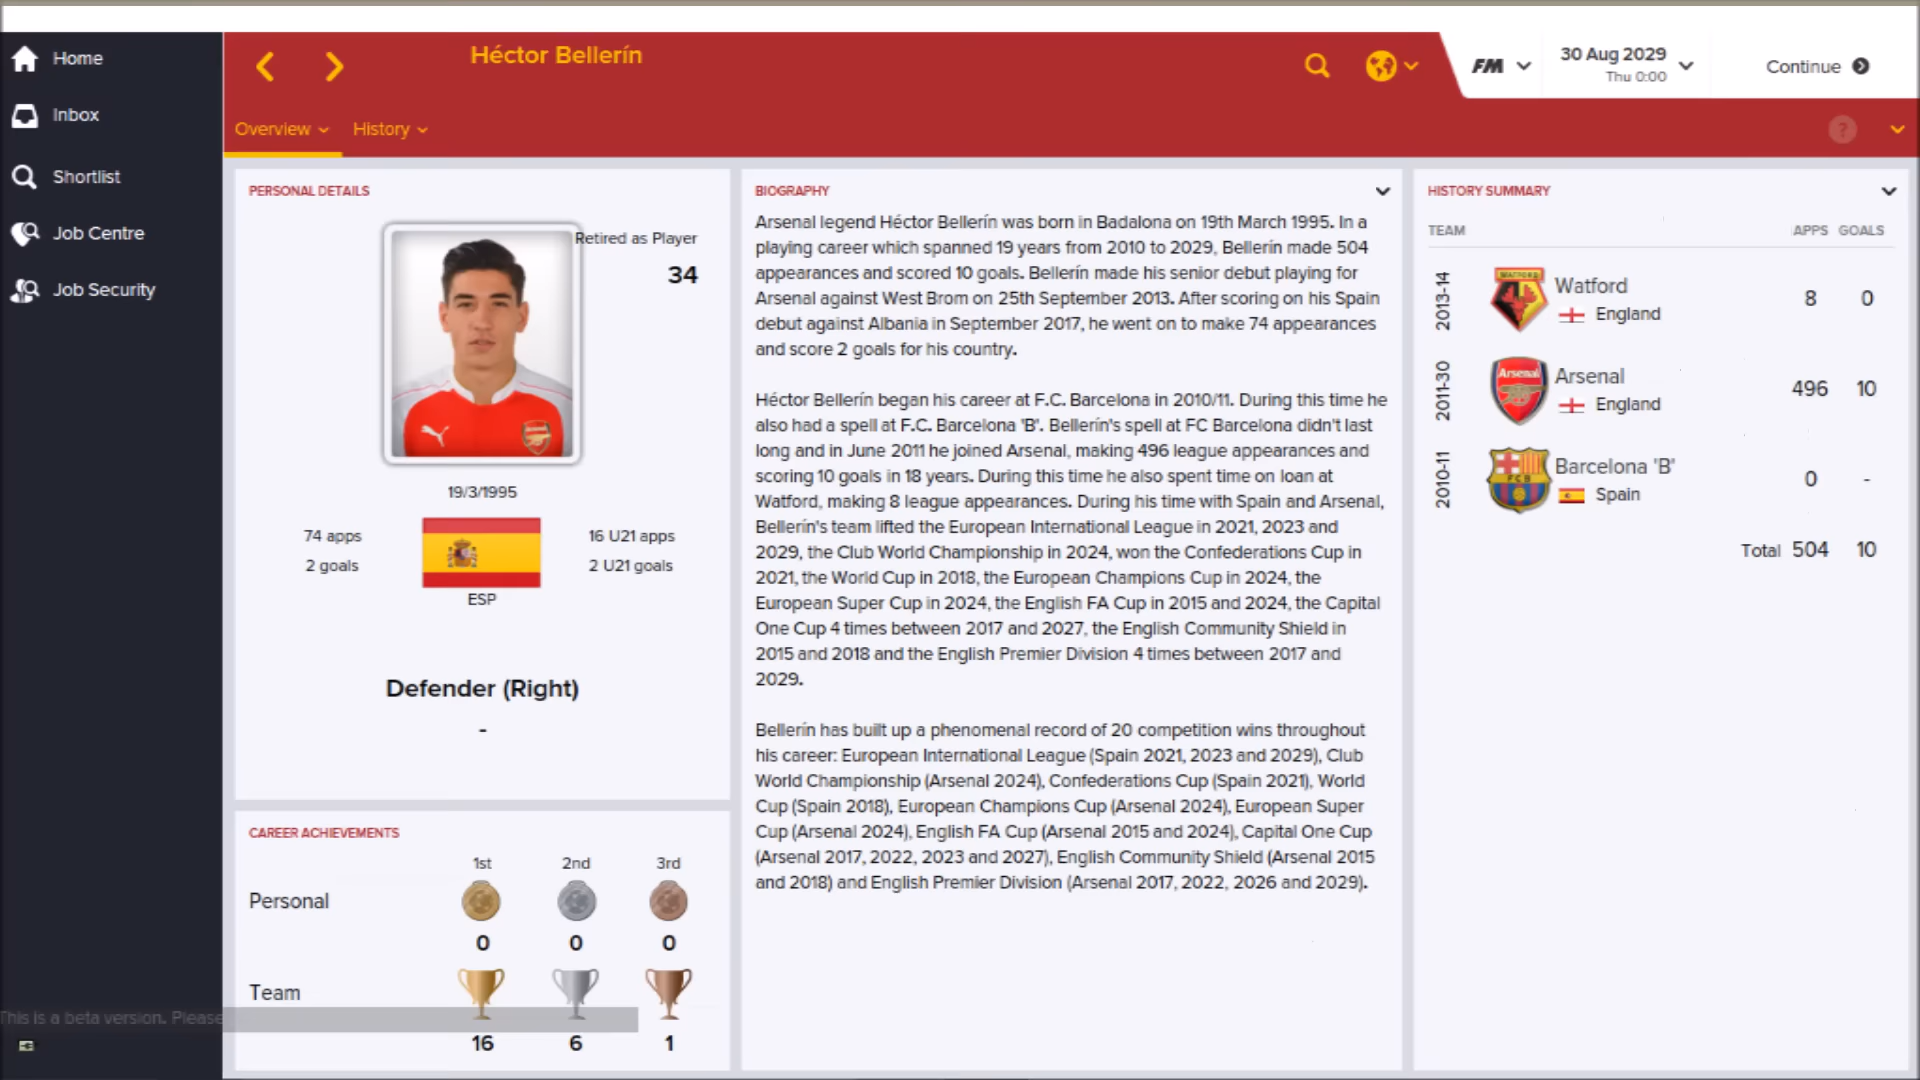 Home
Inbox
Shortlist
Job Centre
Job Security
Héctor Bellerín
FM
30 Aug 2029
Thu 0:00
Continue
Overview
History
?
PERSONAL DETAILS
Retired as Player
34
Arsenal
19/3/1995
74 apps
2 goals
16 U21 apps
2 U21 goals
ESP
Defender (Right)
-
CAREER ACHIEVEMENTS
1st 2nd 3rd
Personal
0 0 0
Team
16 6 1
This is a beta version. Please
BIOGRAPHY
Arsenal legend Héctor Bellerín was born in Badalona on 19th March 1995. In a
playing career which spanned 19 years from 2010 to 2029, Bellerín made 504
appearances and scored 10 goals. Bellerín made his senior debut playing for
Arsenal against West Brom on 25th September 2013. After scoring on his Spain
debut against Albania in September 2017, he went on to make 74 appearances
and score 2 goals for his country.
Héctor Bellerín began his career at F.C. Barcelona in 2010/11. During this time he
also had a spell at F.C. Barcelona 'B'. Bellerín's spell at FC Barcelona didn't last
long and in June 2011 he joined Arsenal, making 496 league appearances and
scoring 10 goals in 18 years. During this time he also spent time on loan at
Watford, making 8 league appearances. During his time with Spain and Arsenal,
Bellerín's team lifted the European International League in 2021, 2023 and
2029, the Club World Championship in 2024, won the Confederations Cup in
2021, the World Cup in 2018, the European Champions Cup in 2024, the
European Super Cup in 2024, the English FA Cup in 2015 and 2024, the Capital
One Cup 4 times between 2017 and 2027, the English Community Shield in
2015 and 2018 and the English Premier Division 4 times between 2017 and
2029.
Bellerín has built up a phenomenal record of 20 competition wins throughout
his career: European International League (Spain 2021, 2023 and 2029), Club
World Championship (Arsenal 2024), Confederations Cup (Spain 2021), World
Cup (Spain 2018), European Champions Cup (Arsenal 2024), European Super
Cup (Arsenal 2024), English FA Cup (Arsenal 2015 and 2024), Capital One Cup
(Arsenal 2017, 2022, 2023 and 2027), English Community Shield (Arsenal 2015
and 2018) and English Premier Division (Arsenal 2017, 2022, 2026 and 2029).
HISTORY SUMMARY
TEAM APPS GOALS
2013-14
WATFORD
Watford
England
8 0
2011-30
Arsenal
Arsenal
England
496 10
2010-11
FCB
Barcelona 'B'
Spain
0 -
Total 504 10